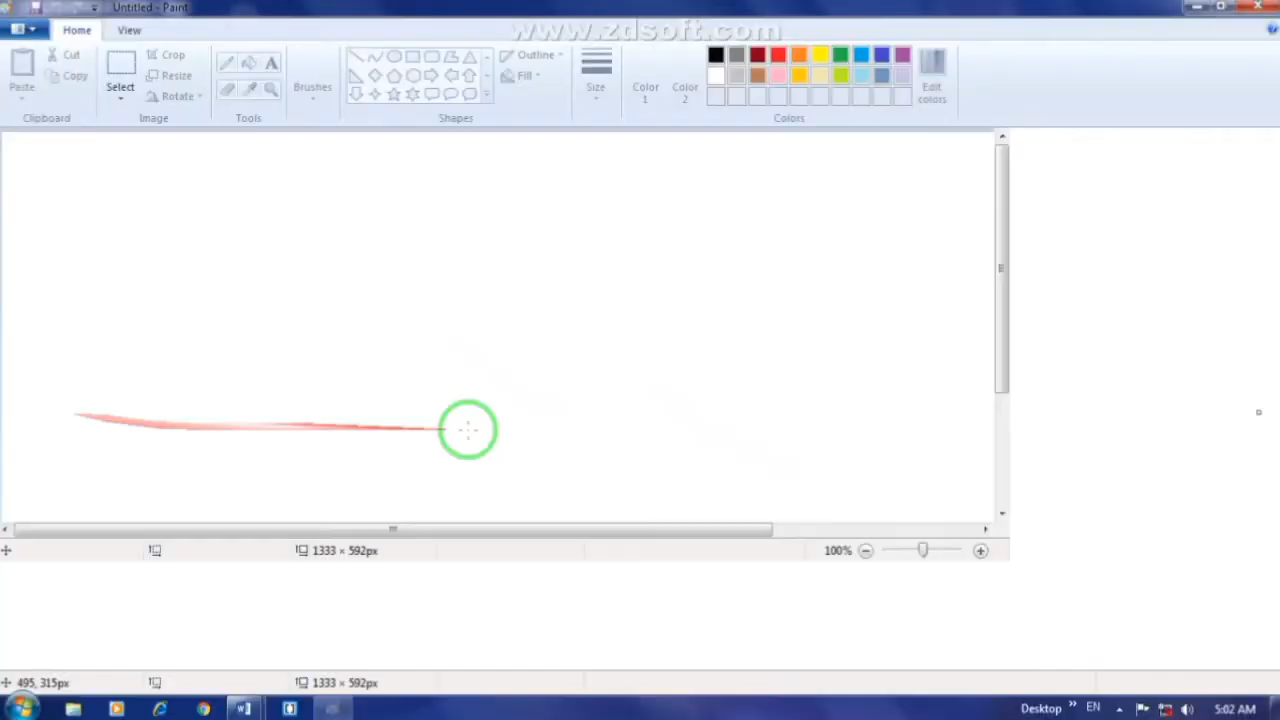 Untitled - Paint
www.zdsoft.com
Home
View
Paste
Cut
Copy
Clipboard
Select
Crop
Resize
Rotate
Image
Tools
Brushes
Shapes
Outline
Fill
Size
Color 1
Color 2
Edit colors
Colors
1333 × 592px
100%
495, 315px
1333 × 592px
Desktop
EN
5:02 AM